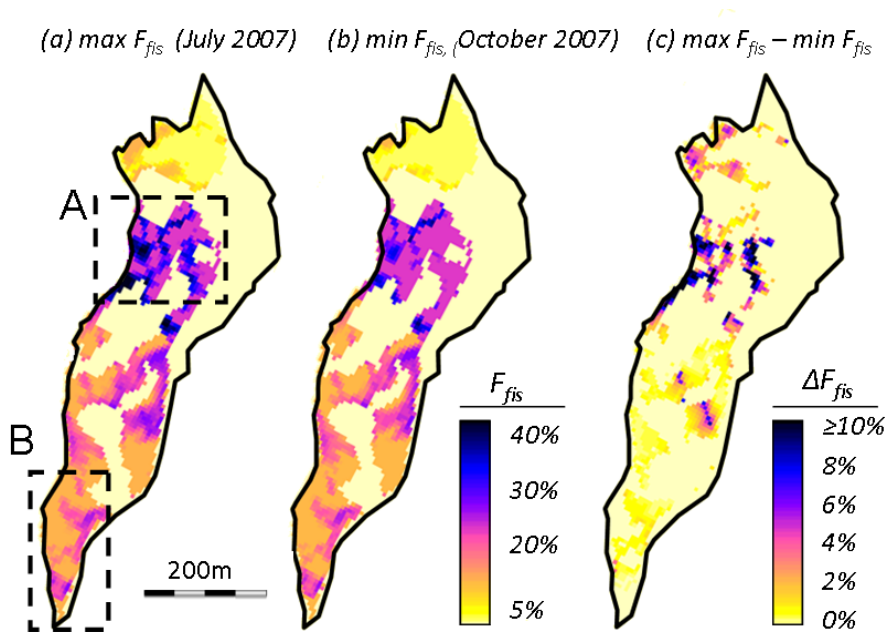 (a) max Ffis (July 2007)
(b) min Ffis, (October 2007)
(c) max Ffis – min Ffis
A
B
200m
Ffis
40%
30%
20%
5%
ΔFfis
≥10%
8%
6%
4%
2%
0%